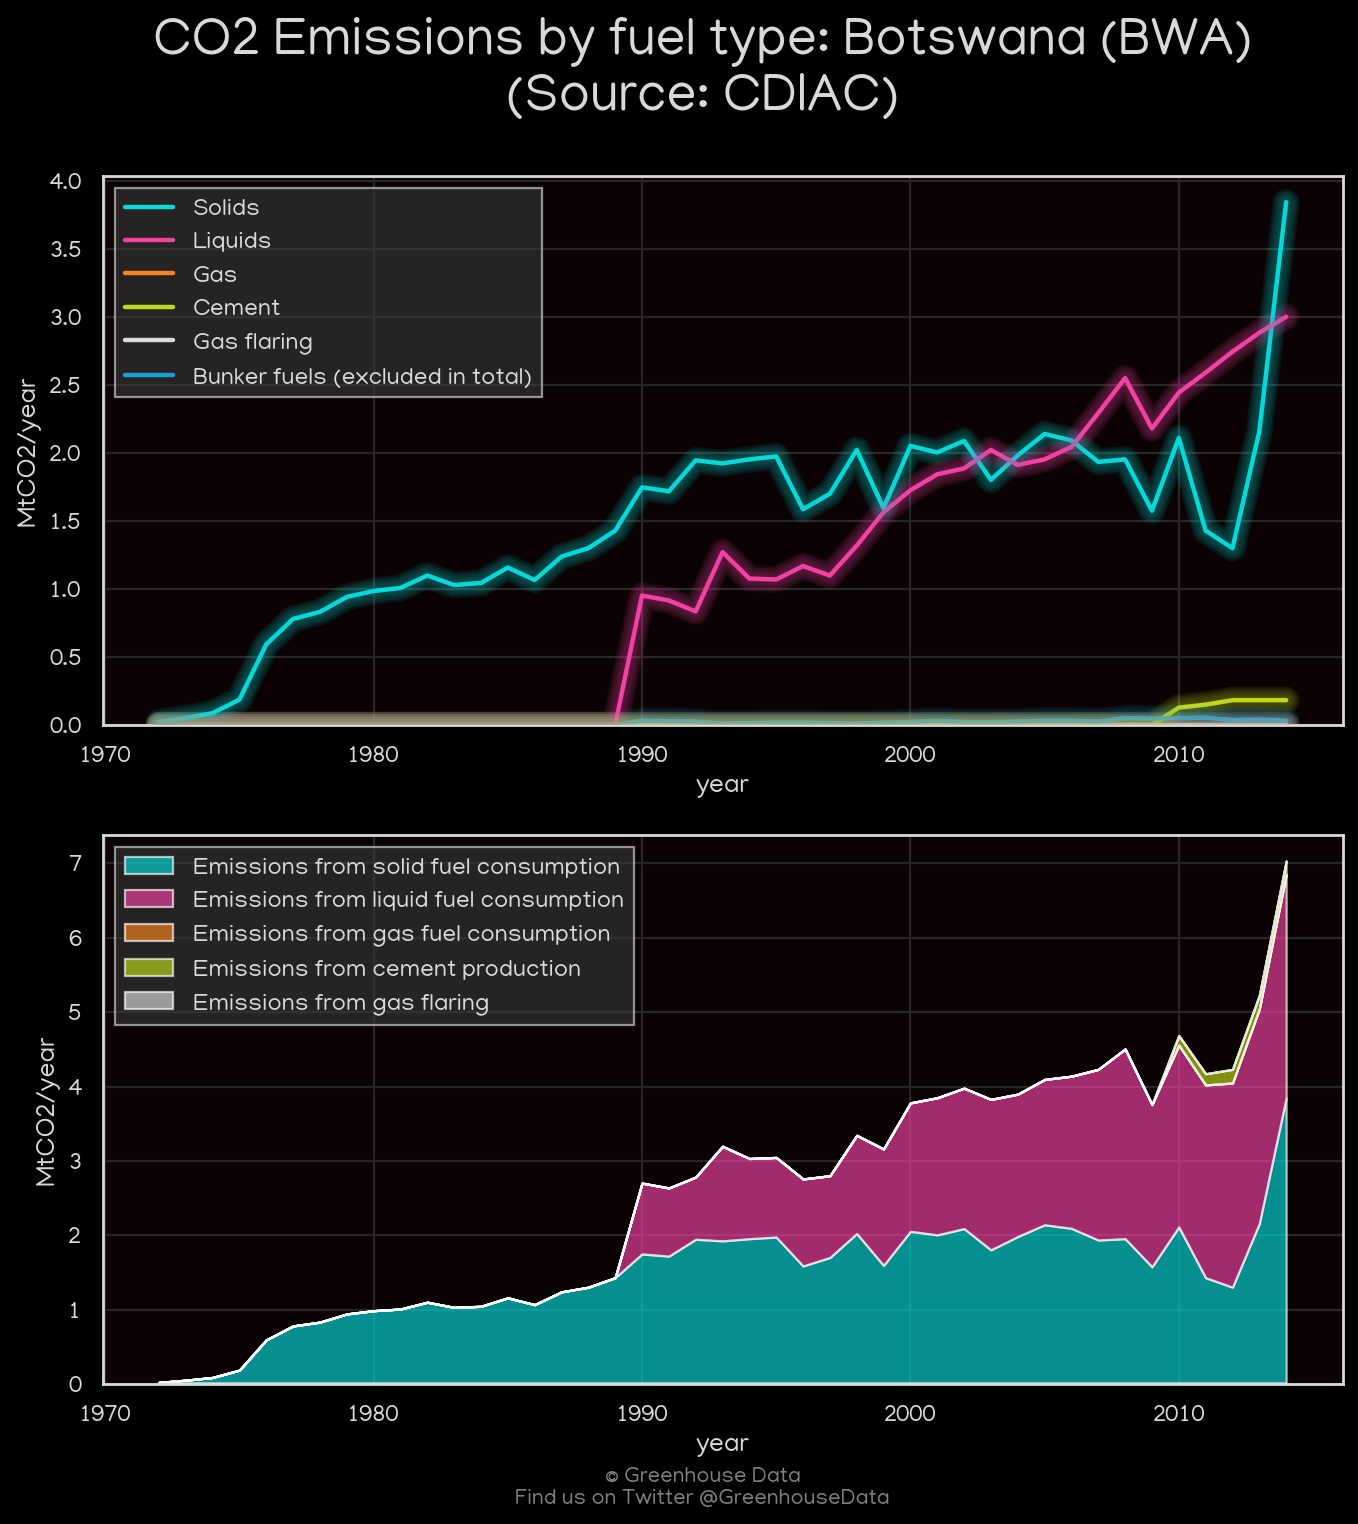 CO2 Emissions by fuel type: Botswana (BWA)
(Source: CDIAC)
4.0
3.5
3.0
2.5
2.0
1.5
1.0
0.5
0.0
MtCO2/year
Solids
Liquids
Gas
Cement
Gas flaring
Bunker fuels (excluded in total)
1970 1980 1990 2000 2010
year
7
6
5
4
3
2
1
0
MtCO2/year
Emissions from solid fuel consumption
Emissions from liquid fuel consumption
Emissions from gas fuel consumption
Emissions from cement production
Emissions from gas flaring
1970 1980 1990 2000 2010
year
© Greenhouse Data
Find us on Twitter @GreenhouseData